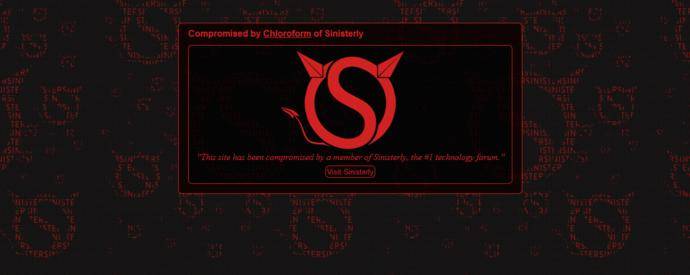 Compromised by Chloroform of Sinisterly
"This site has been compromised by a member of Sinisterly, the #1 technology forum."
Visit Sinisterly